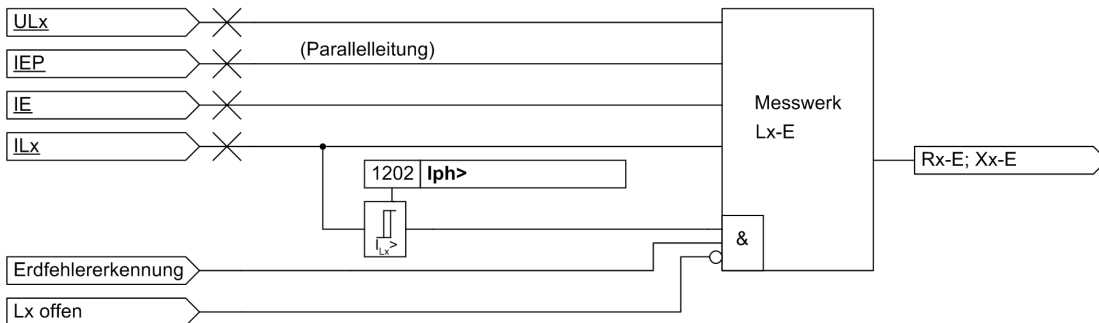 ULx
IEP
(Parallelleitung)
IE
ILx
Messwerk
Lx-E
Rx-E; Xx-E
1202 Iph>
&
ILx>
Erdfehlererkennung
Lx offen